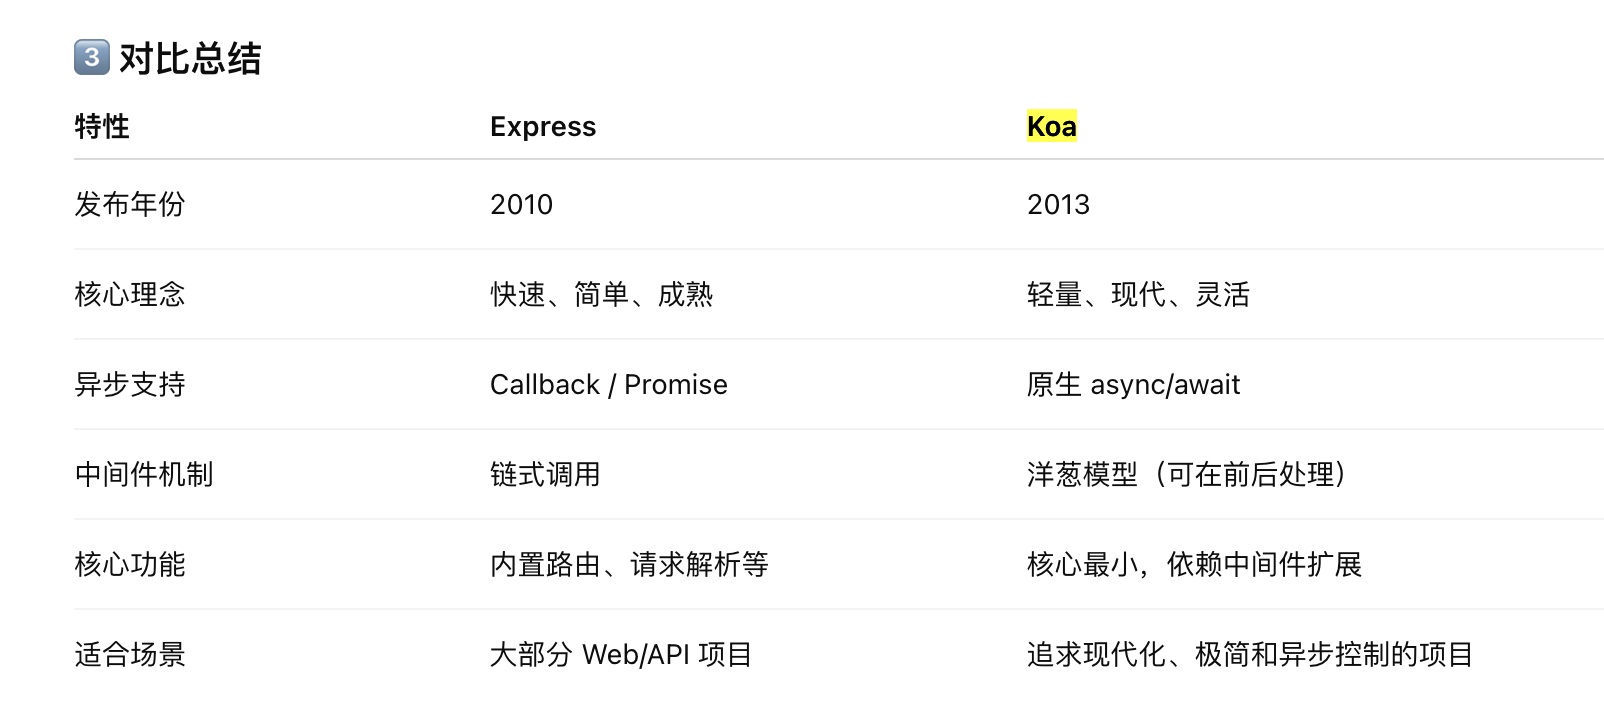 3 对比总结
特性 Express Koa
发布年份 2010 2013
核心理念 快速、简单、成熟 轻量、现代、灵活
异步支持 Callback / Promise 原生 async/await
中间件机制 链式调用 洋葱模型（可在前后处理）
核心功能 内置路由、请求解析等 核心最小，依赖中间件扩展
适合场景 大部分 Web/API 项目 追求现代化、极简和异步控制的项目